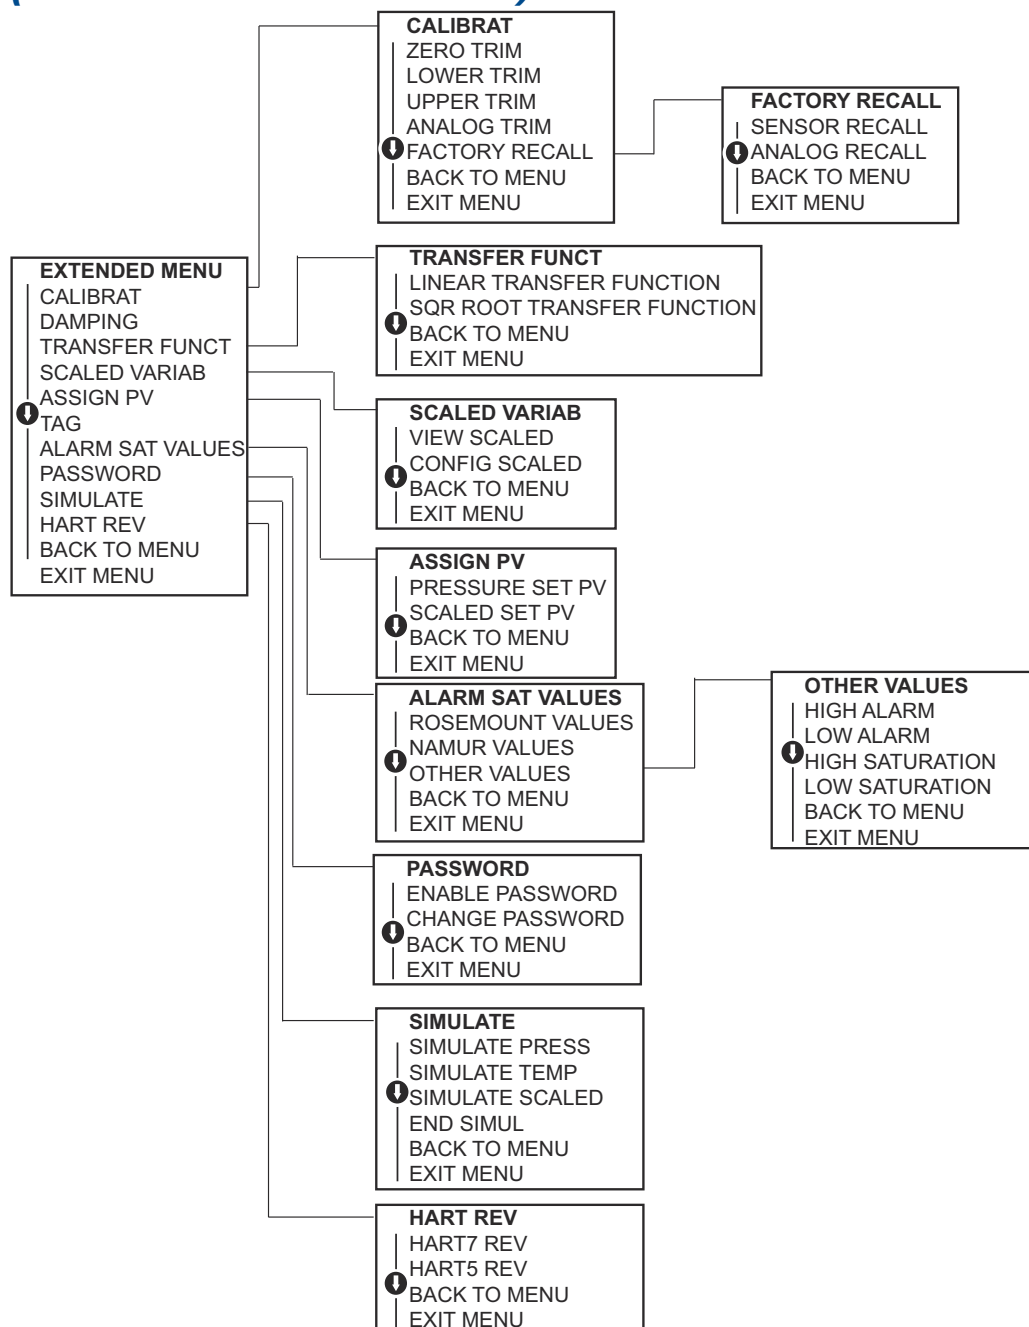 CALIBRAT
ZERO TRIM
LOWER TRIM
UPPER TRIM
ANALOG TRIM
FACTORY RECALL
BACK TO MENU
EXIT MENU
FACTORY RECALL
SENSOR RECALL
ANALOG RECALL
BACK TO MENU
EXIT MENU
EXTENDED MENU
CALIBRAT
DAMPING
TRANSFER FUNCT
SCALED VARIAB
ASSIGN PV
TAG
ALARM SAT VALUES
PASSWORD
SIMULATE
HART REV
BACK TO MENU
EXIT MENU
TRANSFER FUNCT
LINEAR TRANSFER FUNCTION
SQR ROOT TRANSFER FUNCTION
BACK TO MENU
EXIT MENU
SCALED VARIAB
VIEW SCALED
CONFIG SCALED
BACK TO MENU
EXIT MENU
ASSIGN PV
PRESSURE SET PV
SCALED SET PV
BACK TO MENU
EXIT MENU
ALARM SAT VALUES
ROSEMOUNT VALUES
NAMUR VALUES
OTHER VALUES
BACK TO MENU
EXIT MENU
OTHER VALUES
HIGH ALARM
LOW ALARM
HIGH SATURATION
LOW SATURATION
BACK TO MENU
EXIT MENU
PASSWORD
ENABLE PASSWORD
CHANGE PASSWORD
BACK TO MENU
EXIT MENU
SIMULATE
SIMULATE PRESS
SIMULATE TEMP
SIMULATE SCALED
END SIMUL
BACK TO MENU
EXIT MENU
HART REV
HART7 REV
HART5 REV
BACK TO MENU
EXIT MENU